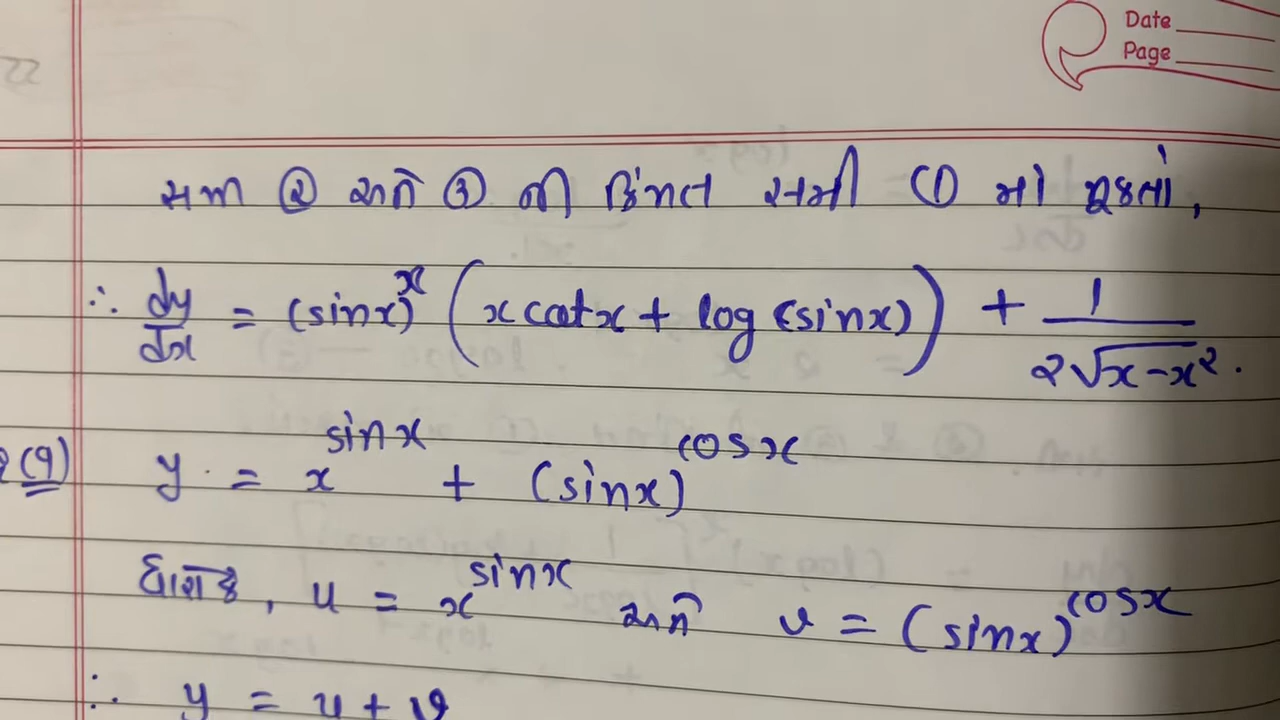 Date
Page
સમી ② અને ③ ની કિંમત સમી ① માં મૂકતાં,
∴ dy/dx = (sinx)^x (x cotx + log (sinx)) + 1/(2√(x-x²)).
(9) y = x^sinx + (sinx)^cosx
ધારોકે, u = x^sinx અને v = (sinx)^cosx
∴ y = u + v